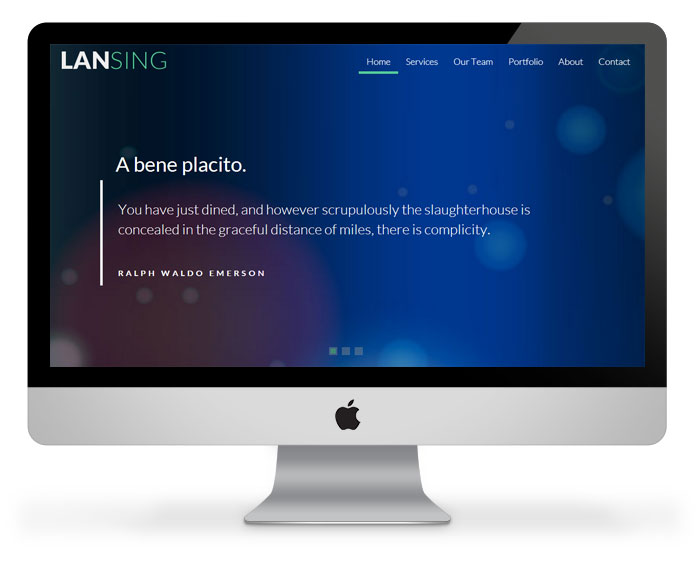 LANSING
Home Services Our Team Portfolio About Contact
A bene placito.
You have just dined, and however scrupulously the slaughterhouse is
concealed in the graceful distance of miles, there is complicity.
RALPH WALDO EMERSON